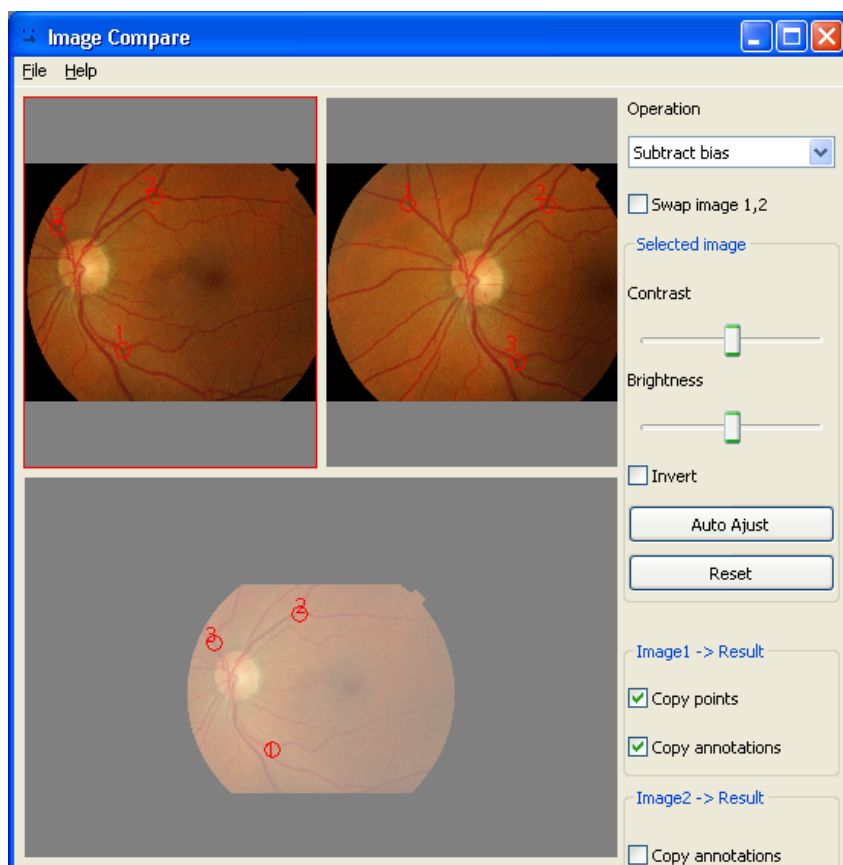 Image Compare
File Help
Operation
Subtract bias
Swap image 1,2
Selected image
Contrast
Brightness
Invert
Auto Ajust
Reset
Image1 -> Result
Copy points
Copy annotations
Image2 -> Result
Copy annotations
3
2
1
1
2
3
3
2
1